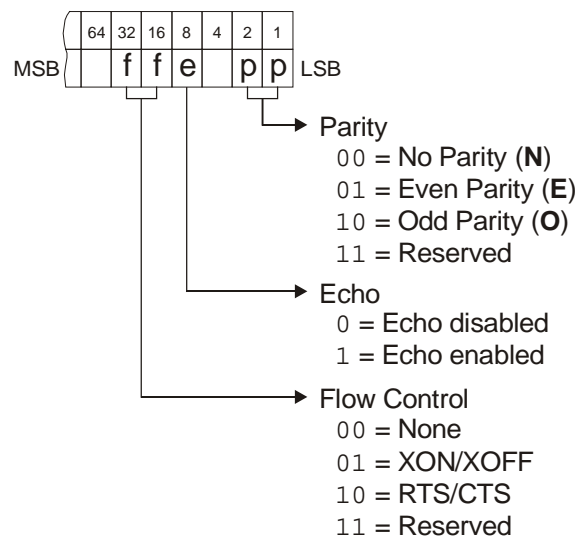 64 32 16 8 4 2 1
MSB f f e p p LSB
Parity
00 = No Parity (N)
01 = Even Parity (E)
10 = Odd Parity (O)
11 = Reserved
Echo
0 = Echo disabled
1 = Echo enabled
Flow Control
00 = None
01 = XON/XOFF
10 = RTS/CTS
11 = Reserved